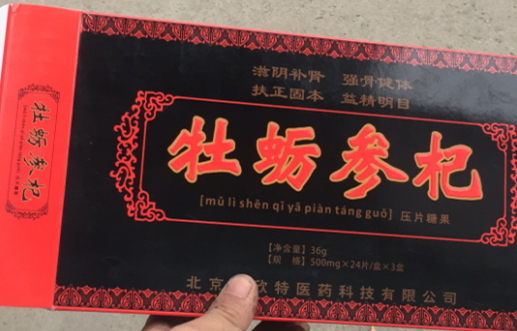 滋阴补肾 强骨健体
扶正固本 益精明目
牡蛎参杞
[mǔ lì shēn qǐ yā piàn táng guǒ] 压片糖果
【净含量】36g
【规 格】500mg×24片/盒×3盒
北京 欣特医药科技有限公司
牡蛎参杞